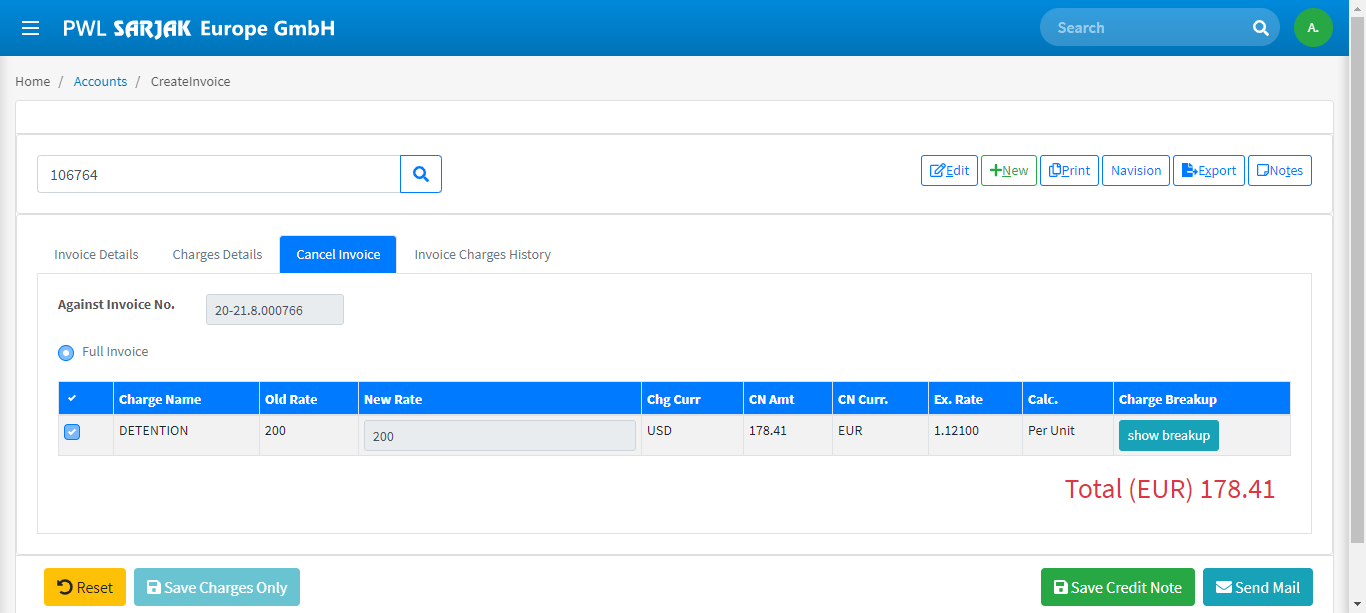 PWL SARJAK Europe GmbH
Search
A.
Home / Accounts / CreateInvoice
106764
Edit New Print Navision Export Notes
Invoice Details Charges Details Cancel Invoice Invoice Charges History
Against Invoice No. 20-21.8.000766
Full Invoice
Charge Name Old Rate New Rate Chg Curr CN Amt CN Curr. Ex. Rate Calc. Charge Breakup
DETENTION 200 200 USD 178.41 EUR 1.12100 Per Unit show breakup
Total (EUR) 178.41
Reset Save Charges Only Save Credit Note Send Mail